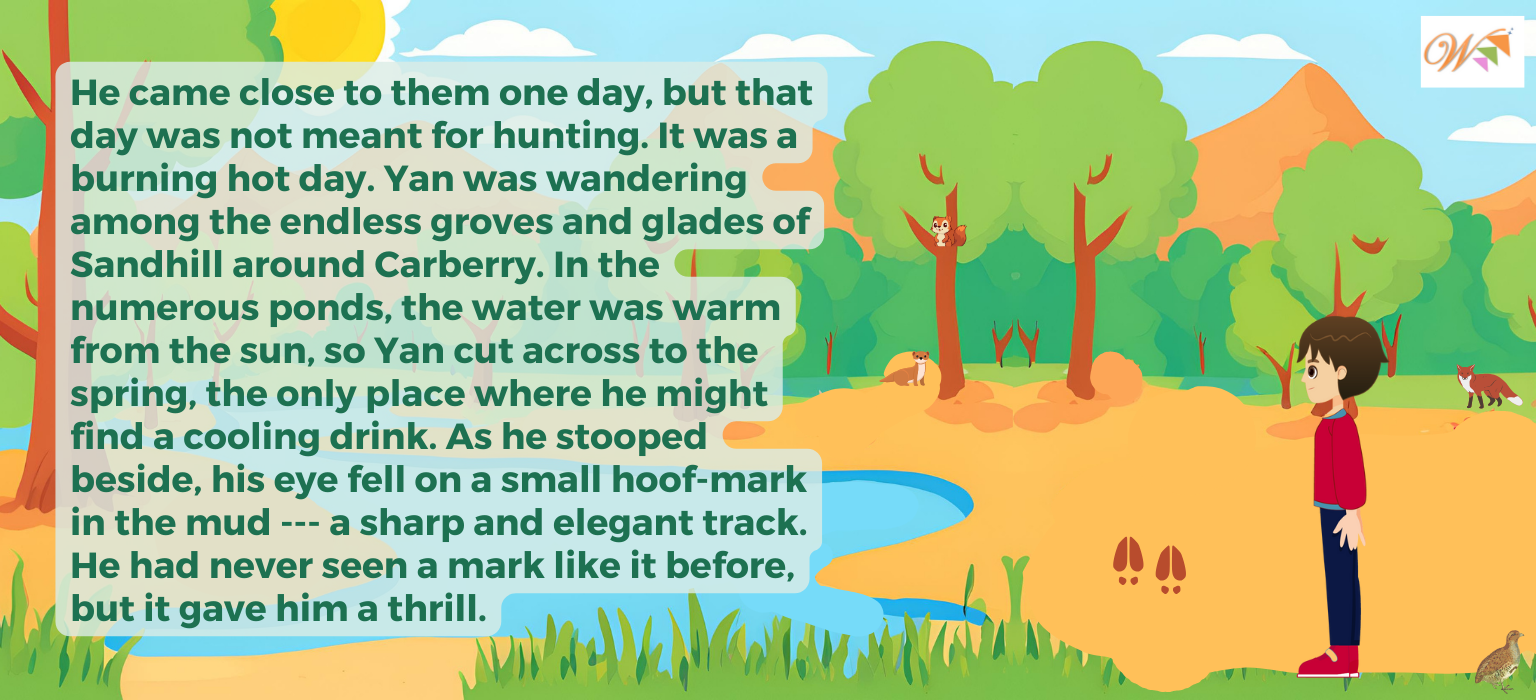 He came close to them one day, but that
day was not meant for hunting. It was a
burning hot day. Yan was wandering
among the endless groves and glades of
Sandhill around Carberry. In the
numerous ponds, the water was warm
from the sun, so Yan cut across to the
spring, the only place where he might
find a cooling drink. As he stooped
beside, his eye fell on a small hoof-mark
in the mud --- a sharp and elegant track.
He had never seen a mark like it before,
but it gave him a thrill.
W